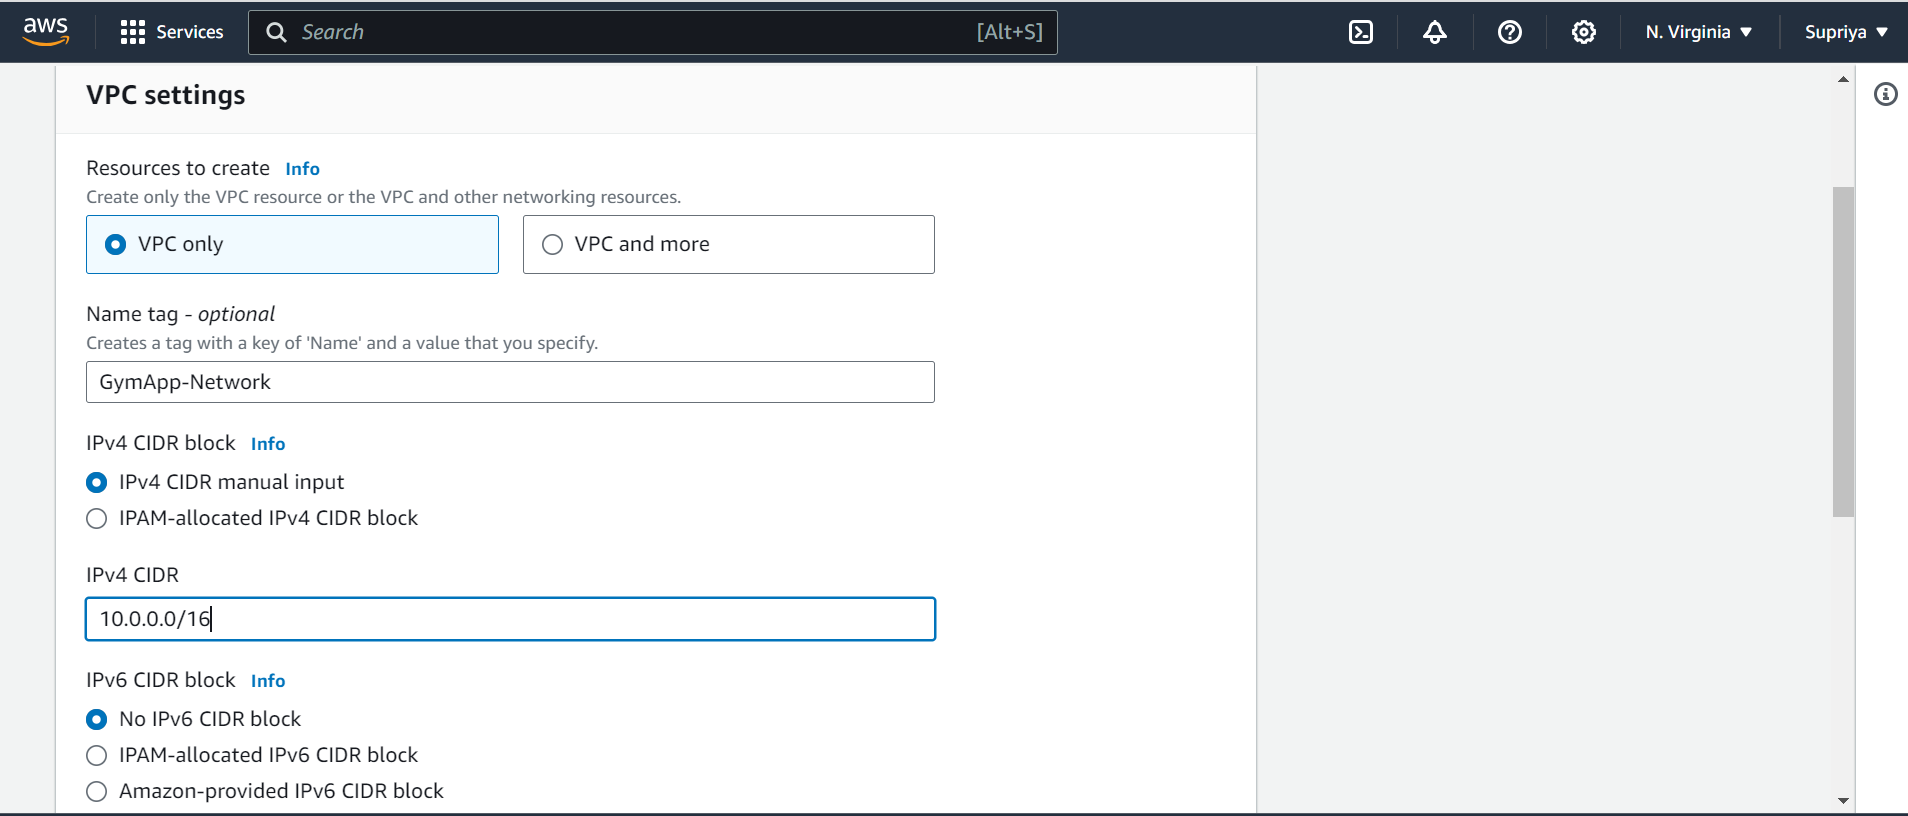 aws Services Search [Alt+S] N. Virginia Supriya
VPC settings
Resources to create Info
Create only the VPC resource or the VPC and other networking resources.
VPC only VPC and more
Name tag - optional
Creates a tag with a key of 'Name' and a value that you specify.
GymApp-Network
IPv4 CIDR block Info
IPv4 CIDR manual input
IPAM-allocated IPv4 CIDR block
IPv4 CIDR
10.0.0.0/16
IPv6 CIDR block Info
No IPv6 CIDR block
IPAM-allocated IPv6 CIDR block
Amazon-provided IPv6 CIDR block